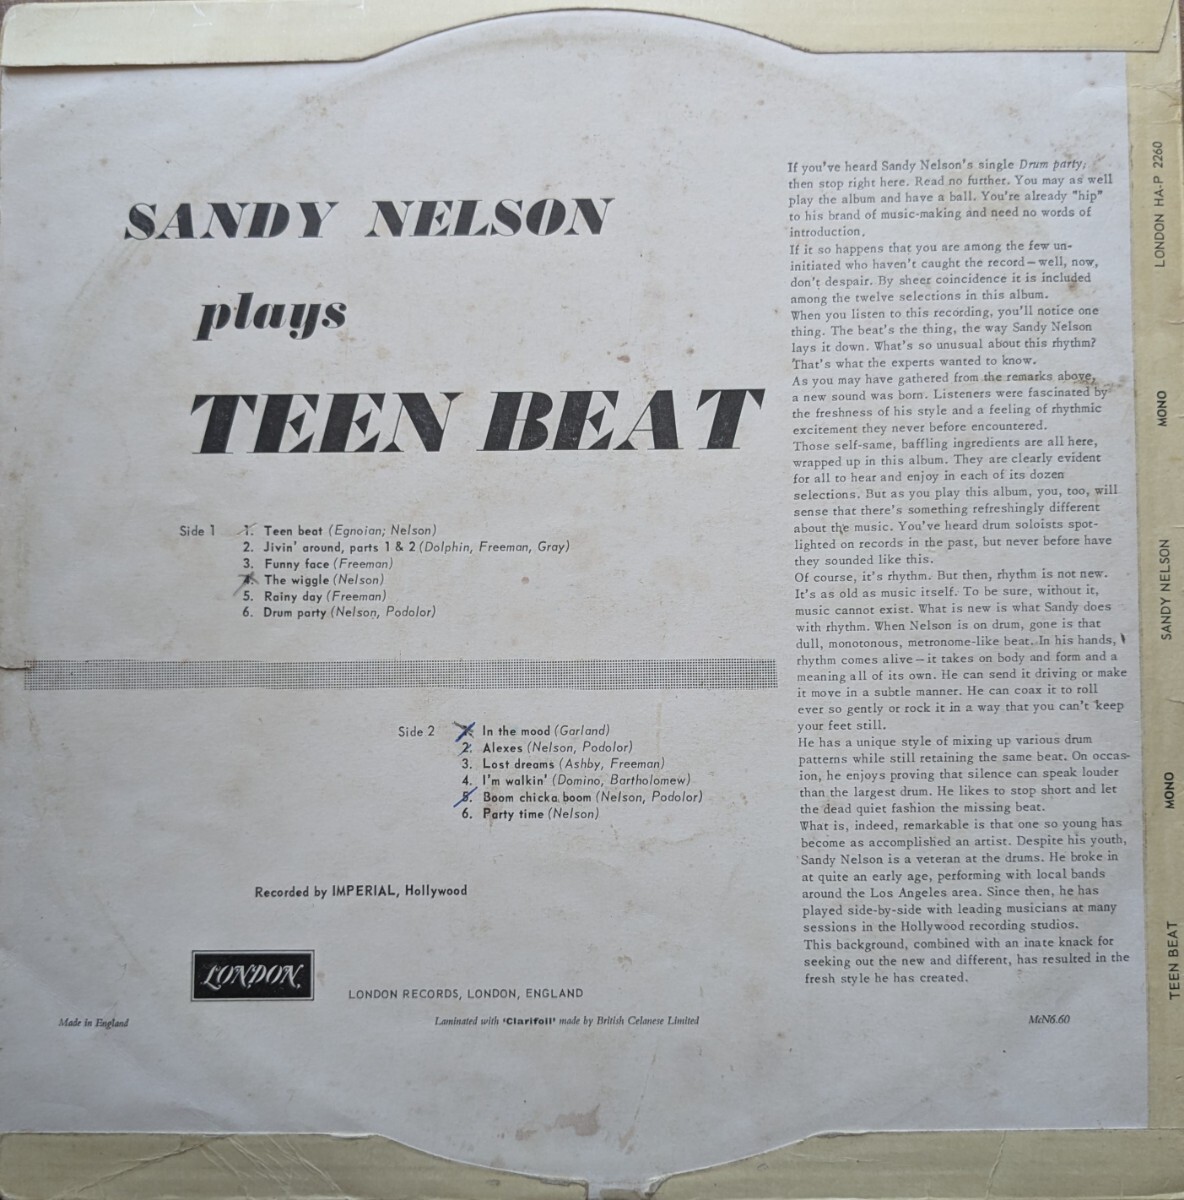 SANDY NELSON
plays
TEEN BEAT
Side 1 1. Teen beat (Egnoian; Nelson)
2. Jivin' around, parts 1 & 2 (Dolphin, Freeman, Gray)
3. Funny face (Freeman)
4. The wiggle (Nelson)
5. Rainy day (Freeman)
6. Drum party (Nelson, Podolor)
Side 2 1. In the mood (Garland)
2. Alexes (Nelson, Podolor)
3. Lost dreams (Ashby, Freeman)
4. I'm walkin' (Domino, Bartholomew)
5. Boom chicka boom (Nelson, Podolor)
6. Party time (Nelson)
Recorded by IMPERIAL, Hollywood
LONDON
LONDON RECORDS, LONDON, ENGLAND
Made in England
Laminated with 'Clarifoil' made by British Celanese Limited
McN6.60
If you've heard Sandy Nelson's single Drum party,
then stop right here. Read no further. You may as well
play the album and have a ball. You're already "hip"
to his brand of music-making and need no words of
introduction.
If it so happens that you are among the few un-
initiated who haven't caught the record—well, now,
don't despair. By sheer coincidence it is included
among the twelve selections in this album.
When you listen to this recording, you'll notice one
thing. The beat's the thing, the way Sandy Nelson
lays it down. What's so unusual about this rhythm?
That's what the experts wanted to know.
As you may have gathered from the remarks above,
a new sound was born. Listeners were fascinated by
the freshness of his style and a feeling of rhythmic
excitement they never before encountered.
Those self-same, baffling ingredients are all here,
wrapped up in this album. They are clearly evident
for all to hear and enjoy in each of its dozen
selections. But as you play this album, you, too, will
sense that there's something refreshingly different
about the music. You've heard drum soloists spot-
lighted on records in the past, but never before have
they sounded like this.
Of course, it's rhythm. But then, rhythm is not new.
It's as old as music itself. To be sure, without it,
music cannot exist. What is new is what Sandy does
with rhythm. When Nelson is on drum, gone is that
dull, monotonous, metronome-like beat. In his hands,
rhythm comes alive—it takes on body and form and a
meaning all of its own. He can send it driving or make
it move in a subtle manner. He can coax it to roll
ever so gently or rock it in a way that you can't keep
your feet still.
He has a unique style of mixing up various drum
patterns while still retaining the same beat. On occas-
ion, he enjoys proving that silence can speak louder
than the largest drum. He likes to stop short and let
the dead quiet fashion the missing beat.
What is, indeed, remarkable is that one so young has
become as accomplished an artist. Despite his youth,
Sandy Nelson is a veteran at the drums. He broke in
at quite an early age, performing with local bands
around the Los Angeles area. Since then, he has
played side-by-side with leading musicians at many
sessions in the Hollywood recording studios.
This background, combined with an inate knack for
seeking out the new and different, has resulted in the
fresh style he has created.
TEEN BEAT MONO SANDY NELSON MONO LONDON HA-P 2260